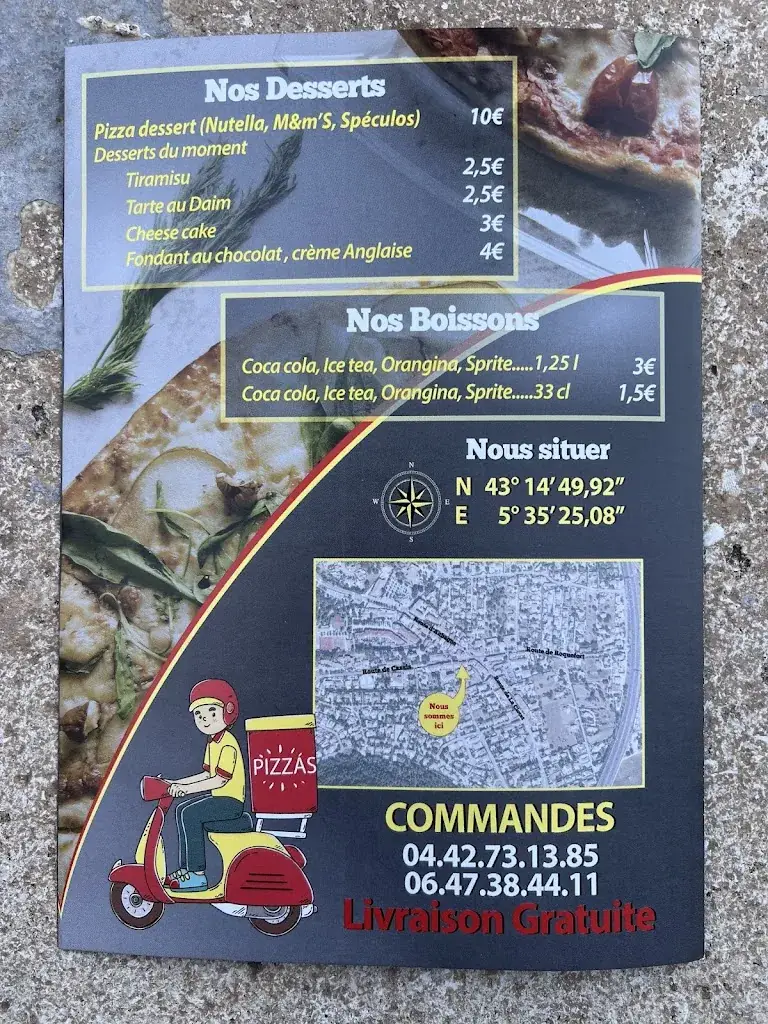 Nos Desserts
Pizza dessert (Nutella, M&m'S, Spéculos) 10€
Desserts du moment
Tiramisu 2,5€
Tarte au Daim 2,5€
Cheese cake 3€
Fondant au chocolat , crème Anglaise 4€
Nos Boissons
Coca cola, Ice tea, Orangina, Sprite.....1,25 l 3€
Coca cola, Ice tea, Orangina, Sprite.....33 cl 1,5€
Nous situer
N
W E
S
N 43° 14' 49,92’’
E 5° 35' 25,08’’
Route de Roquefort
Route de Cassis
Nous
sommes
ici
PIZZÁS
COMMANDES
04.42.73.13.85
06.47.38.44.11
Livraison Gratuite